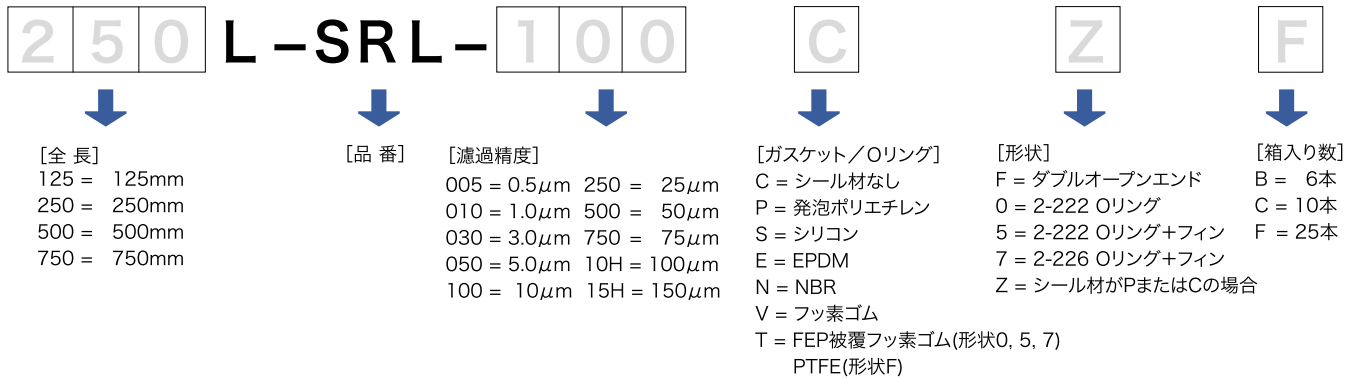 250L-SRL-100 C Z F
[全 長]
125 = 125mm
250 = 250mm
500 = 500mm
750 = 750mm
[品 番]
[濾過精度]
005 = 0.5μm 250 = 25μm
010 = 1.0μm 500 = 50μm
030 = 3.0μm 750 = 75μm
050 = 5.0μm 10H = 100μm
100 = 10μm 15H = 150μm
[ガスケット／Oリング]
C = シール材なし
P = 発泡ポリエチレン
S = シリコン
E = EPDM
N = NBR
V = フッ素ゴム
T = FEP被覆フッ素ゴム(形状0, 5, 7)
PTFE(形状F)
[形状]
F = ダブルオープンエンド
0 = 2-222 Oリング
5 = 2-222 Oリング＋フィン
7 = 2-226 Oリング＋フィン
Z = シール材がPまたはCの場合
[箱入り数]
B = 6本
C = 10本
F = 25本